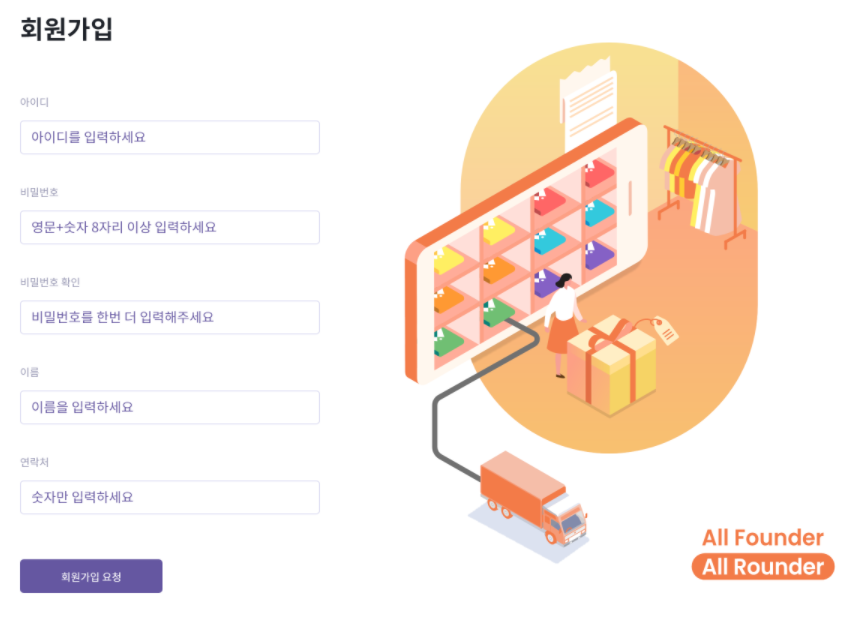 회원가입
아이디
아이디를 입력하세요
비밀번호
영문+숫자 8자리 이상 입력하세요
비밀번호 확인
비밀번호를 한번 더 입력해주세요
이름
이름을 입력하세요
연락처
숫자만 입력하세요
회원가입 요청
All Founder
All Rounder